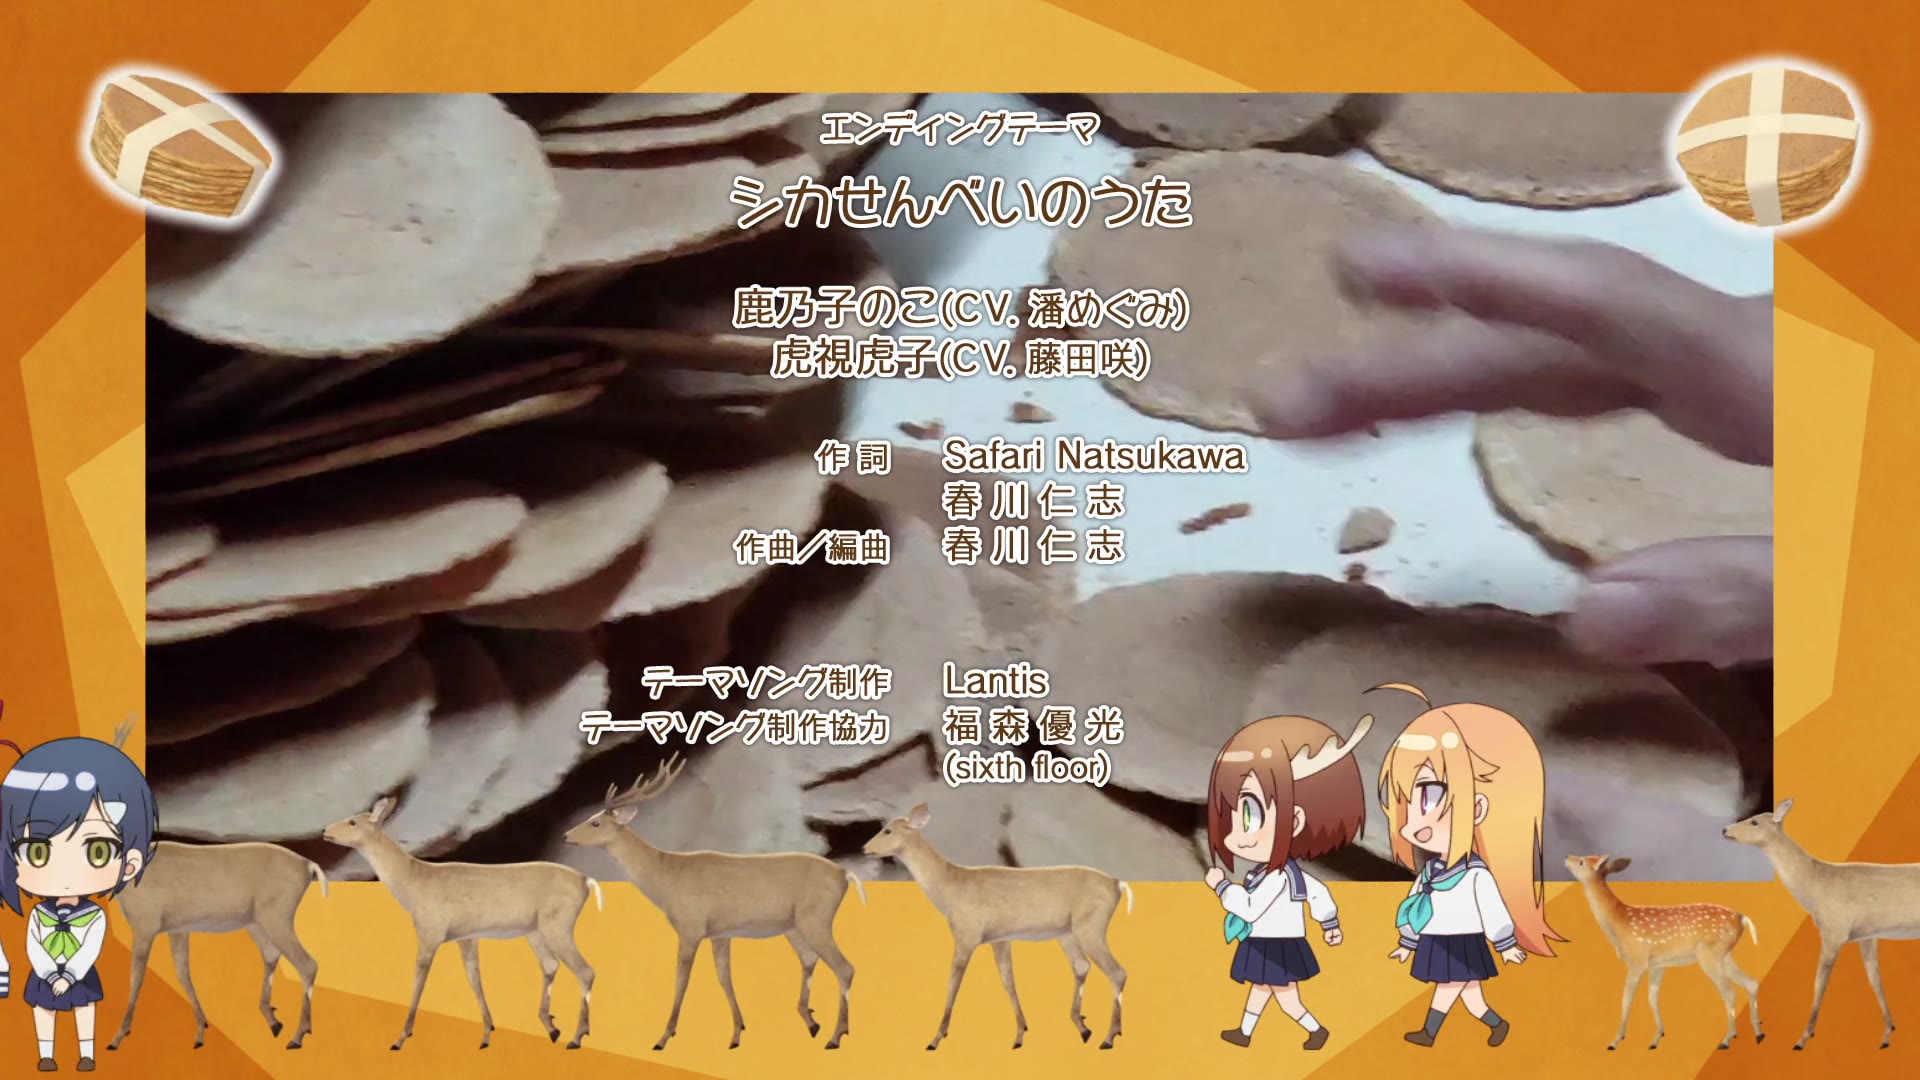 エンディングテーマ
シカせんべいのうた
鹿乃子のこ(CV. 潘めぐみ)
虎視虎子(CV. 藤田咲)
作 詞 Safari Natsukawa
春 川 仁 志
作曲／編曲 春 川 仁 志
テーマソング制作 Lantis
テーマソング制作協力 福 森 優 光
(sixth floor)